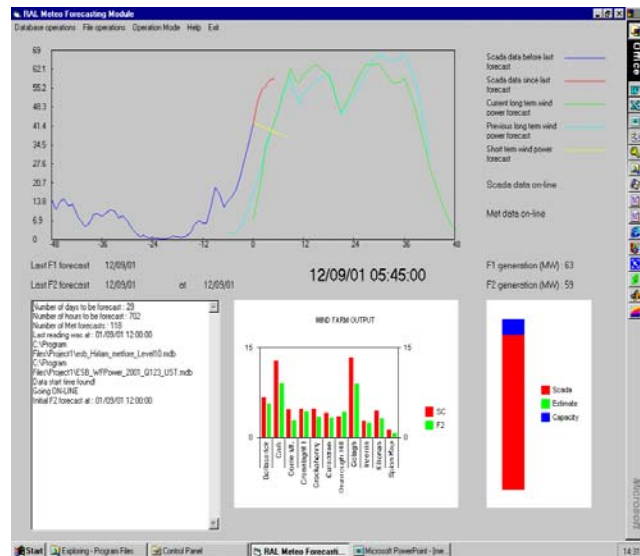 RAL Meteo Forecasting Module
Database operations File operations Operation Mode Help Exit
69
62.1
55.2
48.3
41.4
34.5
27.6
20.7
13.8
6.9
0
-48 -36 -24 -12 0 12 24 36 48
Scada data before last
forecast
Scada data since last
forecast
Current long term wind
power forecast
Previous long term wind
power forecast
Short term wind power
forecast
Scada data on-line
Met data on-line
Last F1 forecast 12/09/01
Last F2 forecast 12/09/01 at 12/09/01
12/09/01 05:45:00
F1 generation (MW) : 63
F2 generation (MW) : 59
Number of days to be forecast : 29
Number of hours to be forecast : 702
Number of Met forecasts : 118
Last reading was at : 01/09/01 12:00:00
C:\Program
Files\Project1\esb_Hirlam_metfore_Level10.mdb
C:\Program
Files\Project1\ESB_WFPower_2001_Q123_UST.mdb
Data start time found!
Going ON-LINE
Initial F2 forecast at : 01/09/01 12:00:00
WIND FARM OUTPUT
15 15
0 0
Cark
Golagh
SC
F2
Scada
Estimate
Capacity
Office
Microsoft
Start Exploring - Program Files Control Panel RAL Meteo Forecasti... Microsoft PowerPoint - [me...